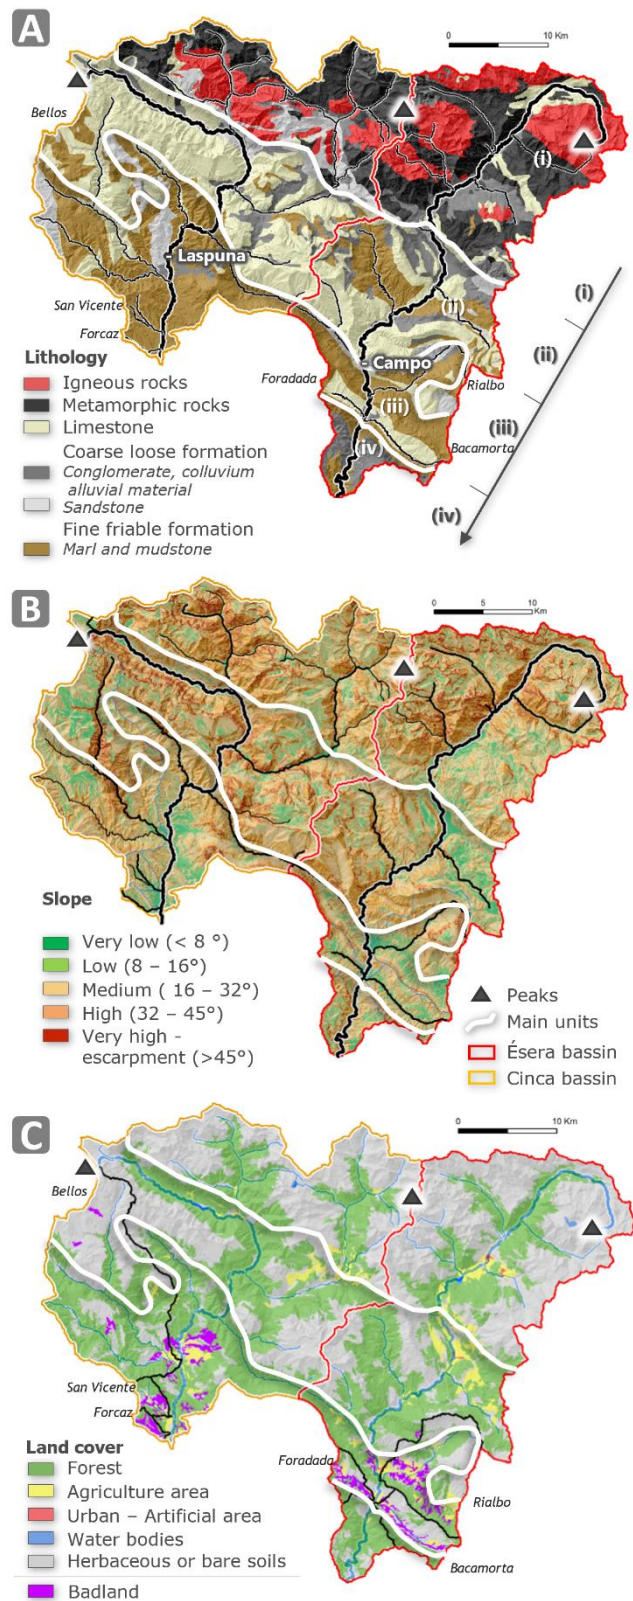 A
0 10 Km
Bellos
(i)
- Laspuna
(i)
San Vicente
(ii)
Forcaz
(ii)
Lithology
- Campo
Foradada
Rialbo
Igneous rocks
Metamorphic rocks
(iii)
(iii)
Limestone
(iv)
Bacamorta
Coarse loose formation
Conglomerate, colluvium
alluvial material
(iv)
Sandstone
Fine friable formation
Marl and mudstone
B
0 5 10
Km
Slope
Very low (< 8 °)
Low (8 – 16°)
Medium ( 16 – 32°)
High (32 – 45°)
Very high -
escarpment (>45°)
Peaks
Main units
Ésera bassin
Cinca bassin
C
0 10 Km
Bellos
San Vicente
Forcaz
Land cover
Foradada
Forest
Rialbo
Agriculture area
Urban – Artificial area
Water bodies
Herbaceous or bare soils
Bacamorta
Badland